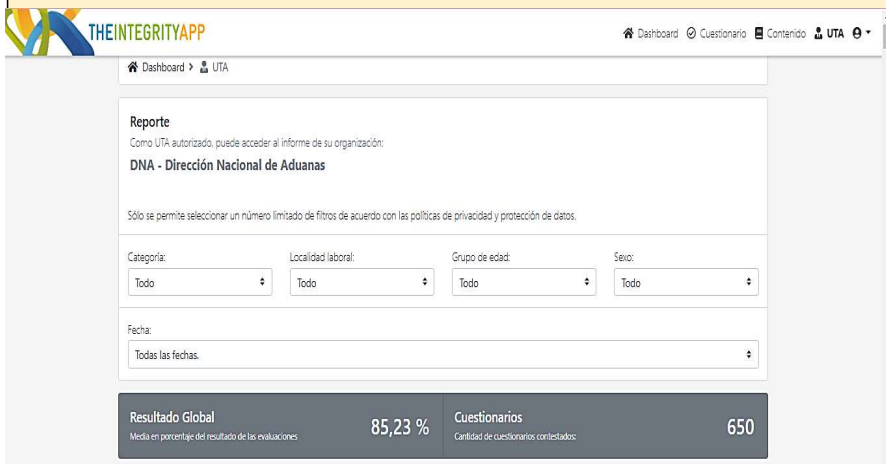 THEINTEGRITYAPP
Dashboard Cuestionario Contenido UTA
Dashboard > UTA
Reporte
Como UTA autorizado, puede acceder al informe de su organización:
DNA - Dirección Nacional de Aduanas
Sólo se permite seleccionar un número limitado de filtros de acuerdo con las políticas de privacidad y protección de datos.
Categoría: Localidad laboral: Grupo de edad: Sexo:
Todo Todo Todo Todo
Fecha:
Todas las fechas.
Resultado Global 85,23 % Cuestionarios 650
Media en porcentaje del resultado de las evaluaciones Cantidad de cuestionarios contestados: